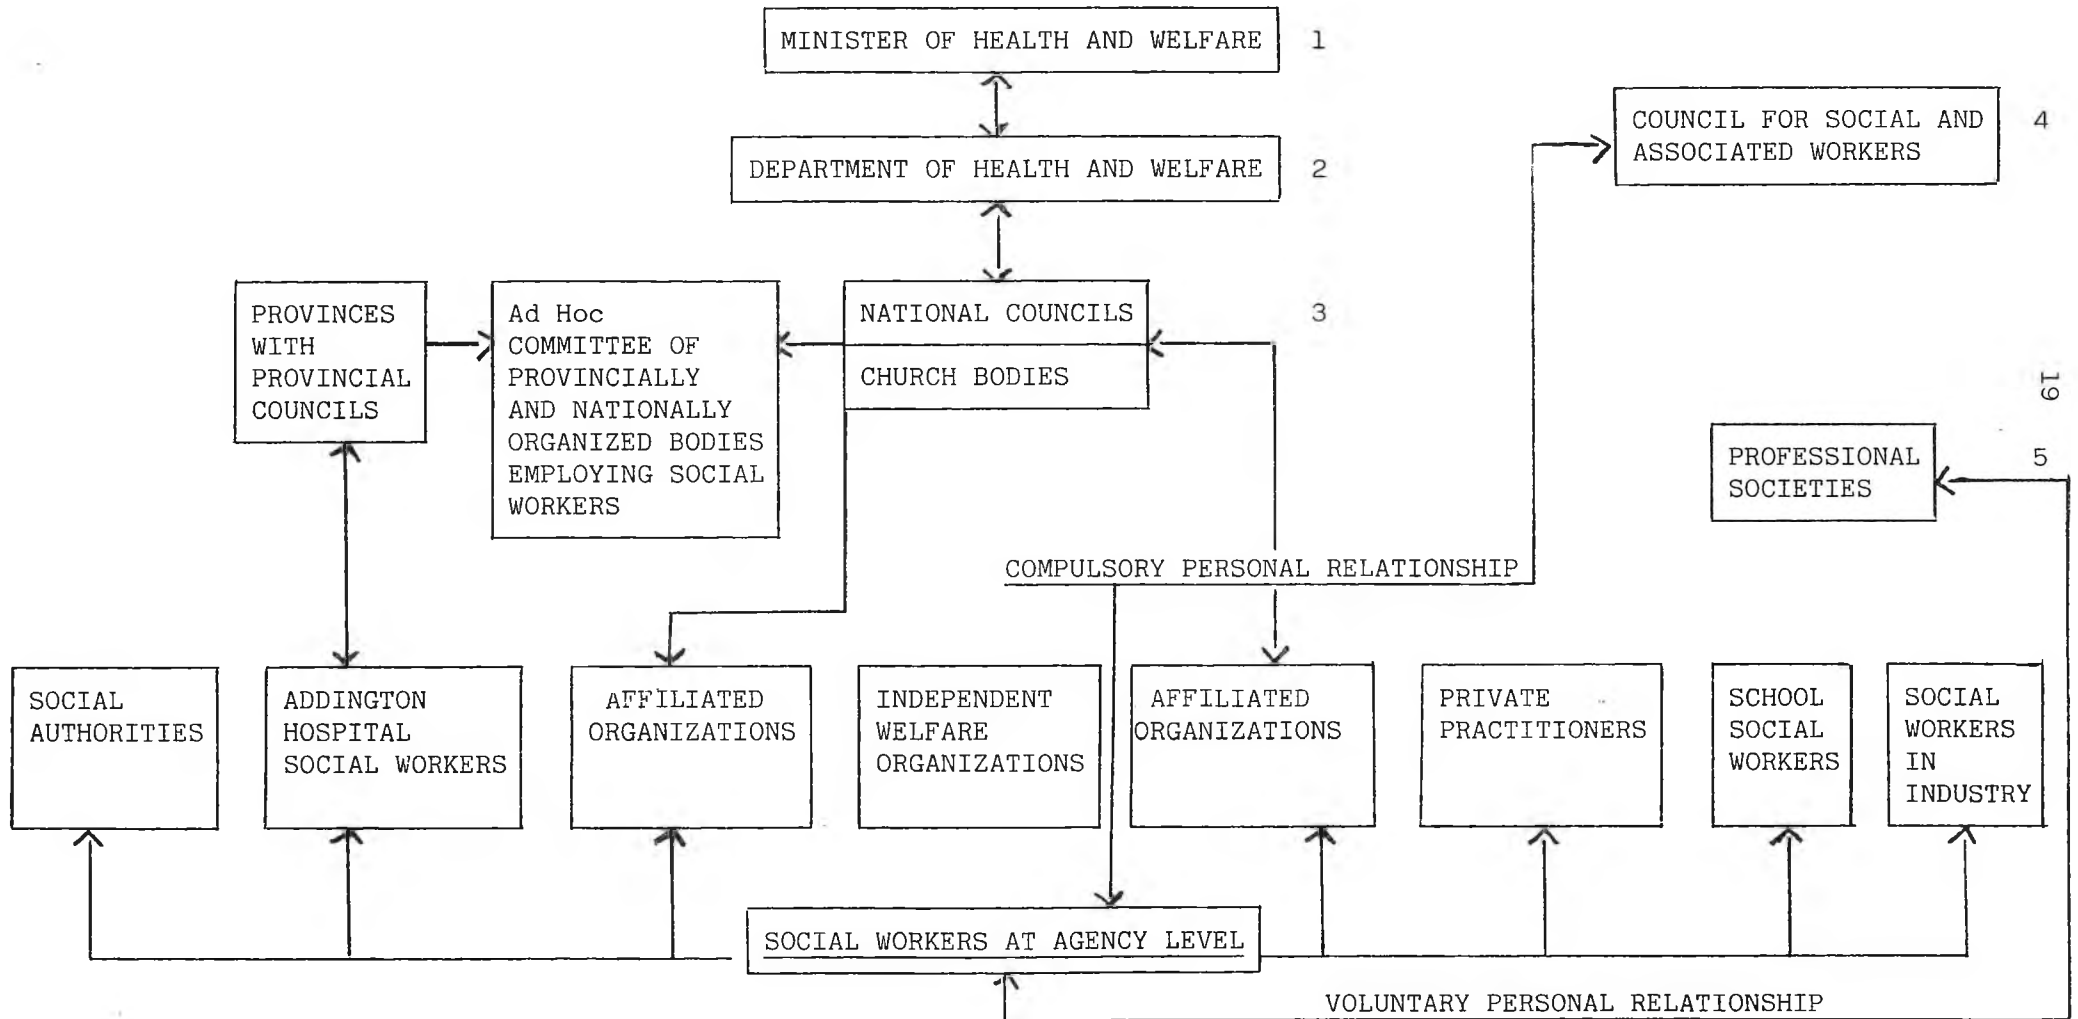 MINISTER OF HEALTH AND WELFARE
1
COUNCIL FOR SOCIAL AND
ASSOCIATED WORKERS
4
DEPARTMENT OF HEALTH AND WELFARE
2
PROVINCES
WITH
PROVINCIAL
COUNCILS
Ad Hoc
COMMITTEE OF
PROVINCIALLY
AND NATIONALLY
ORGANIZED BODIES
EMPLOYING SOCIAL
WORKERS
NATIONAL COUNCILS
CHURCH BODIES
3
19
PROFESSIONAL
SOCIETIES
5
COMPULSORY PERSONAL RELATIONSHIP
SOCIAL
AUTHORITIES
ADDINGTON
HOSPITAL
SOCIAL WORKERS
AFFILIATED
ORGANIZATIONS
INDEPENDENT
WELFARE
ORGANIZATIONS
AFFILIATED
ORGANIZATIONS
PRIVATE
PRACTITIONERS
SCHOOL
SOCIAL
WORKERS
SOCIAL
WORKERS
IN
INDUSTRY
SOCIAL WORKERS AT AGENCY LEVEL
VOLUNTARY PERSONAL RELATIONSHIP